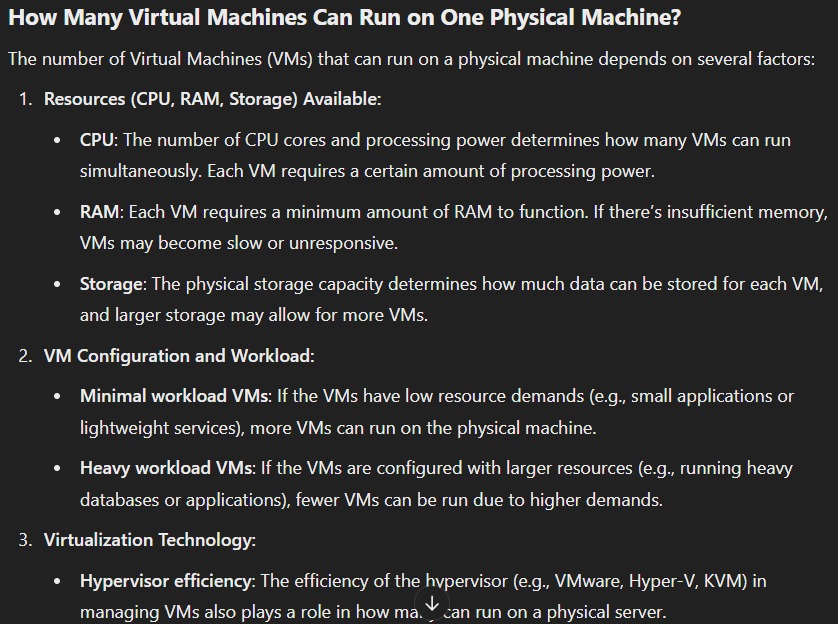 How Many Virtual Machines Can Run on One Physical Machine?
The number of Virtual Machines (VMs) that can run on a physical machine depends on several factors:
1. Resources (CPU, RAM, Storage) Available:
• CPU: The number of CPU cores and processing power determines how many VMs can run
simultaneously. Each VM requires a certain amount of processing power.
• RAM: Each VM requires a minimum amount of RAM to function. If there’s insufficient memory,
VMs may become slow or unresponsive.
• Storage: The physical storage capacity determines how much data can be stored for each VM,
and larger storage may allow for more VMs.
2. VM Configuration and Workload:
• Minimal workload VMs: If the VMs have low resource demands (e.g., small applications or
lightweight services), more VMs can run on the physical machine.
• Heavy workload VMs: If the VMs are configured with larger resources (e.g., running heavy
databases or applications), fewer VMs can be run due to higher demands.
3. Virtualization Technology:
• Hypervisor efficiency: The efficiency of the hypervisor (e.g., VMware, Hyper-V, KVM) in
managing VMs also plays a role in how can run on a physical server.